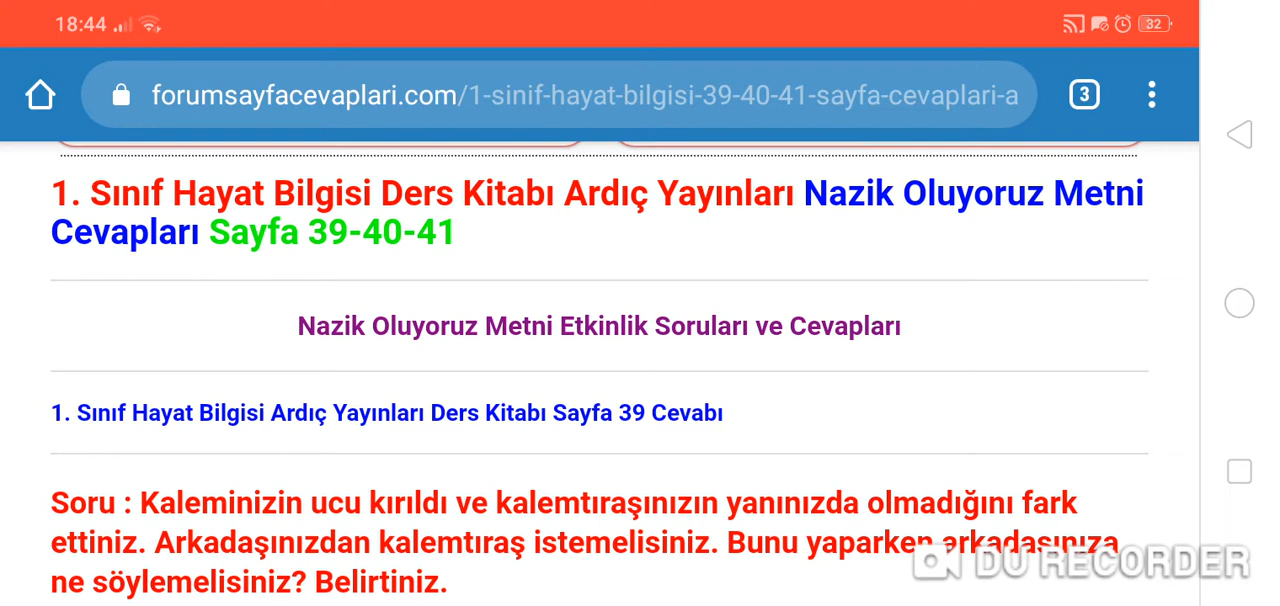 18:44
32
forumsayfacevaplari.com/1-sinif-hayat-bilgisi-39-40-41-sayfa-cevaplari-a
3
1. Sınıf Hayat Bilgisi Ders Kitabı Ardıç Yayınları Nazik Oluyoruz Metni
Cevapları Sayfa 39-40-41
Nazik Oluyoruz Metni Etkinlik Soruları ve Cevapları
1. Sınıf Hayat Bilgisi Ardıç Yayınları Ders Kitabı Sayfa 39 Cevabı
Soru : Kaleminizin ucu kırıldı ve kalemtıraşınızın yanınızda olmadığını fark
ettiniz. Arkadaşınızdan kalemtıraş istemelisiniz. Bunu yaparken arkadaşınıza
ne söylemelisiniz? Belirtiniz.
DU RECORDER